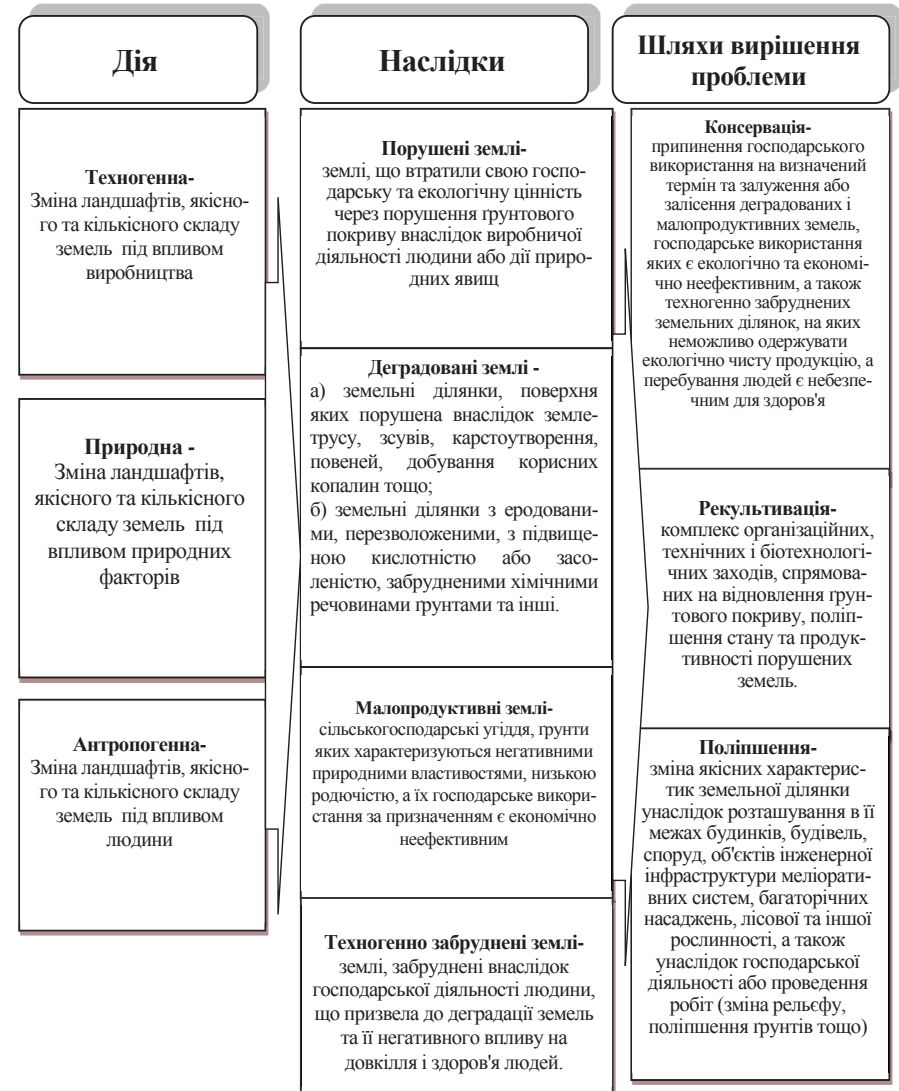 Дія
Техногенна-
Зміна ландшафтів, якісно-
го та кількісного складу
земель під впливом
виробництва
Природна -
Зміна ландшафтів,
якісного та кількісного
складу земель під
впливом природних
факторів
Антропогенна-
Зміна ландшафтів, якісно-
го та кількісного складу
земель під впливом
людини
Наслідки
Порушені землі-
землі, що втратили свою госпо-
дарську та екологічну цінність
через порушення ґрунтового
покриву внаслідок виробничої
діяльності людини або дії приро-
дних явищ
Деградовані землі -
а) земельні ділянки, поверхня
яких порушена внаслідок земле-
трусу, зсувів, карстоутворення,
повеней, добування корисних
копалин тощо;
б) земельні ділянки з еродовани-
ми, перезволоженими, з підвище-
ною кислотністю або засо-
леністю, забрудненими хімічними
речовинами ґрунтами та інші.
Малопродуктивні землі-
сільськогосподарські угіддя, ґрунти
яких характеризуються негативними
природними властивостями, низькою
родючістю, а їх господарське викори-
стання за призначенням є економічно
неефективним
Техногенно забруднені землі-
землі, забруднені внаслідок
господарської діяльності людини,
що призвела до деградації земель
та її негативного впливу на
довкілля і здоров'я людей.
Шляхи вирішення
проблеми
Консервація-
припинення господарського
використання на визначений
термін та залуження або
залісення деградованих і
малопродуктивних земель,
господарське використання
яких є екологічно та економі-
чно неефективним, а також
техногенно забруднених
земельних ділянок, на яких
неможливо одержувати
екологічно чисту продукцію, а
перебування людей є небезпе-
чним для здоров'я
Рекультивація-
комплекс організаційних,
технічних і біотехнологі-
чних заходів, спрямова-
них на відновлення ґрун-
тового покриву, поліп-
шення стану та продук-
тивності порушених
земель.
Поліпшення-
зміна якісних характерис-
тик земельної ділянки
унаслідок розташування в її
межах будинків, будівель,
споруд, об'єктів інженерної
інфраструктури меліорати-
вних систем, багаторічних
насаджень, лісової та іншої
рослинності, а також
унаслідок господарської
діяльності або проведення
робіт (зміна рельєфу,
поліпшення ґрунтів тощо)